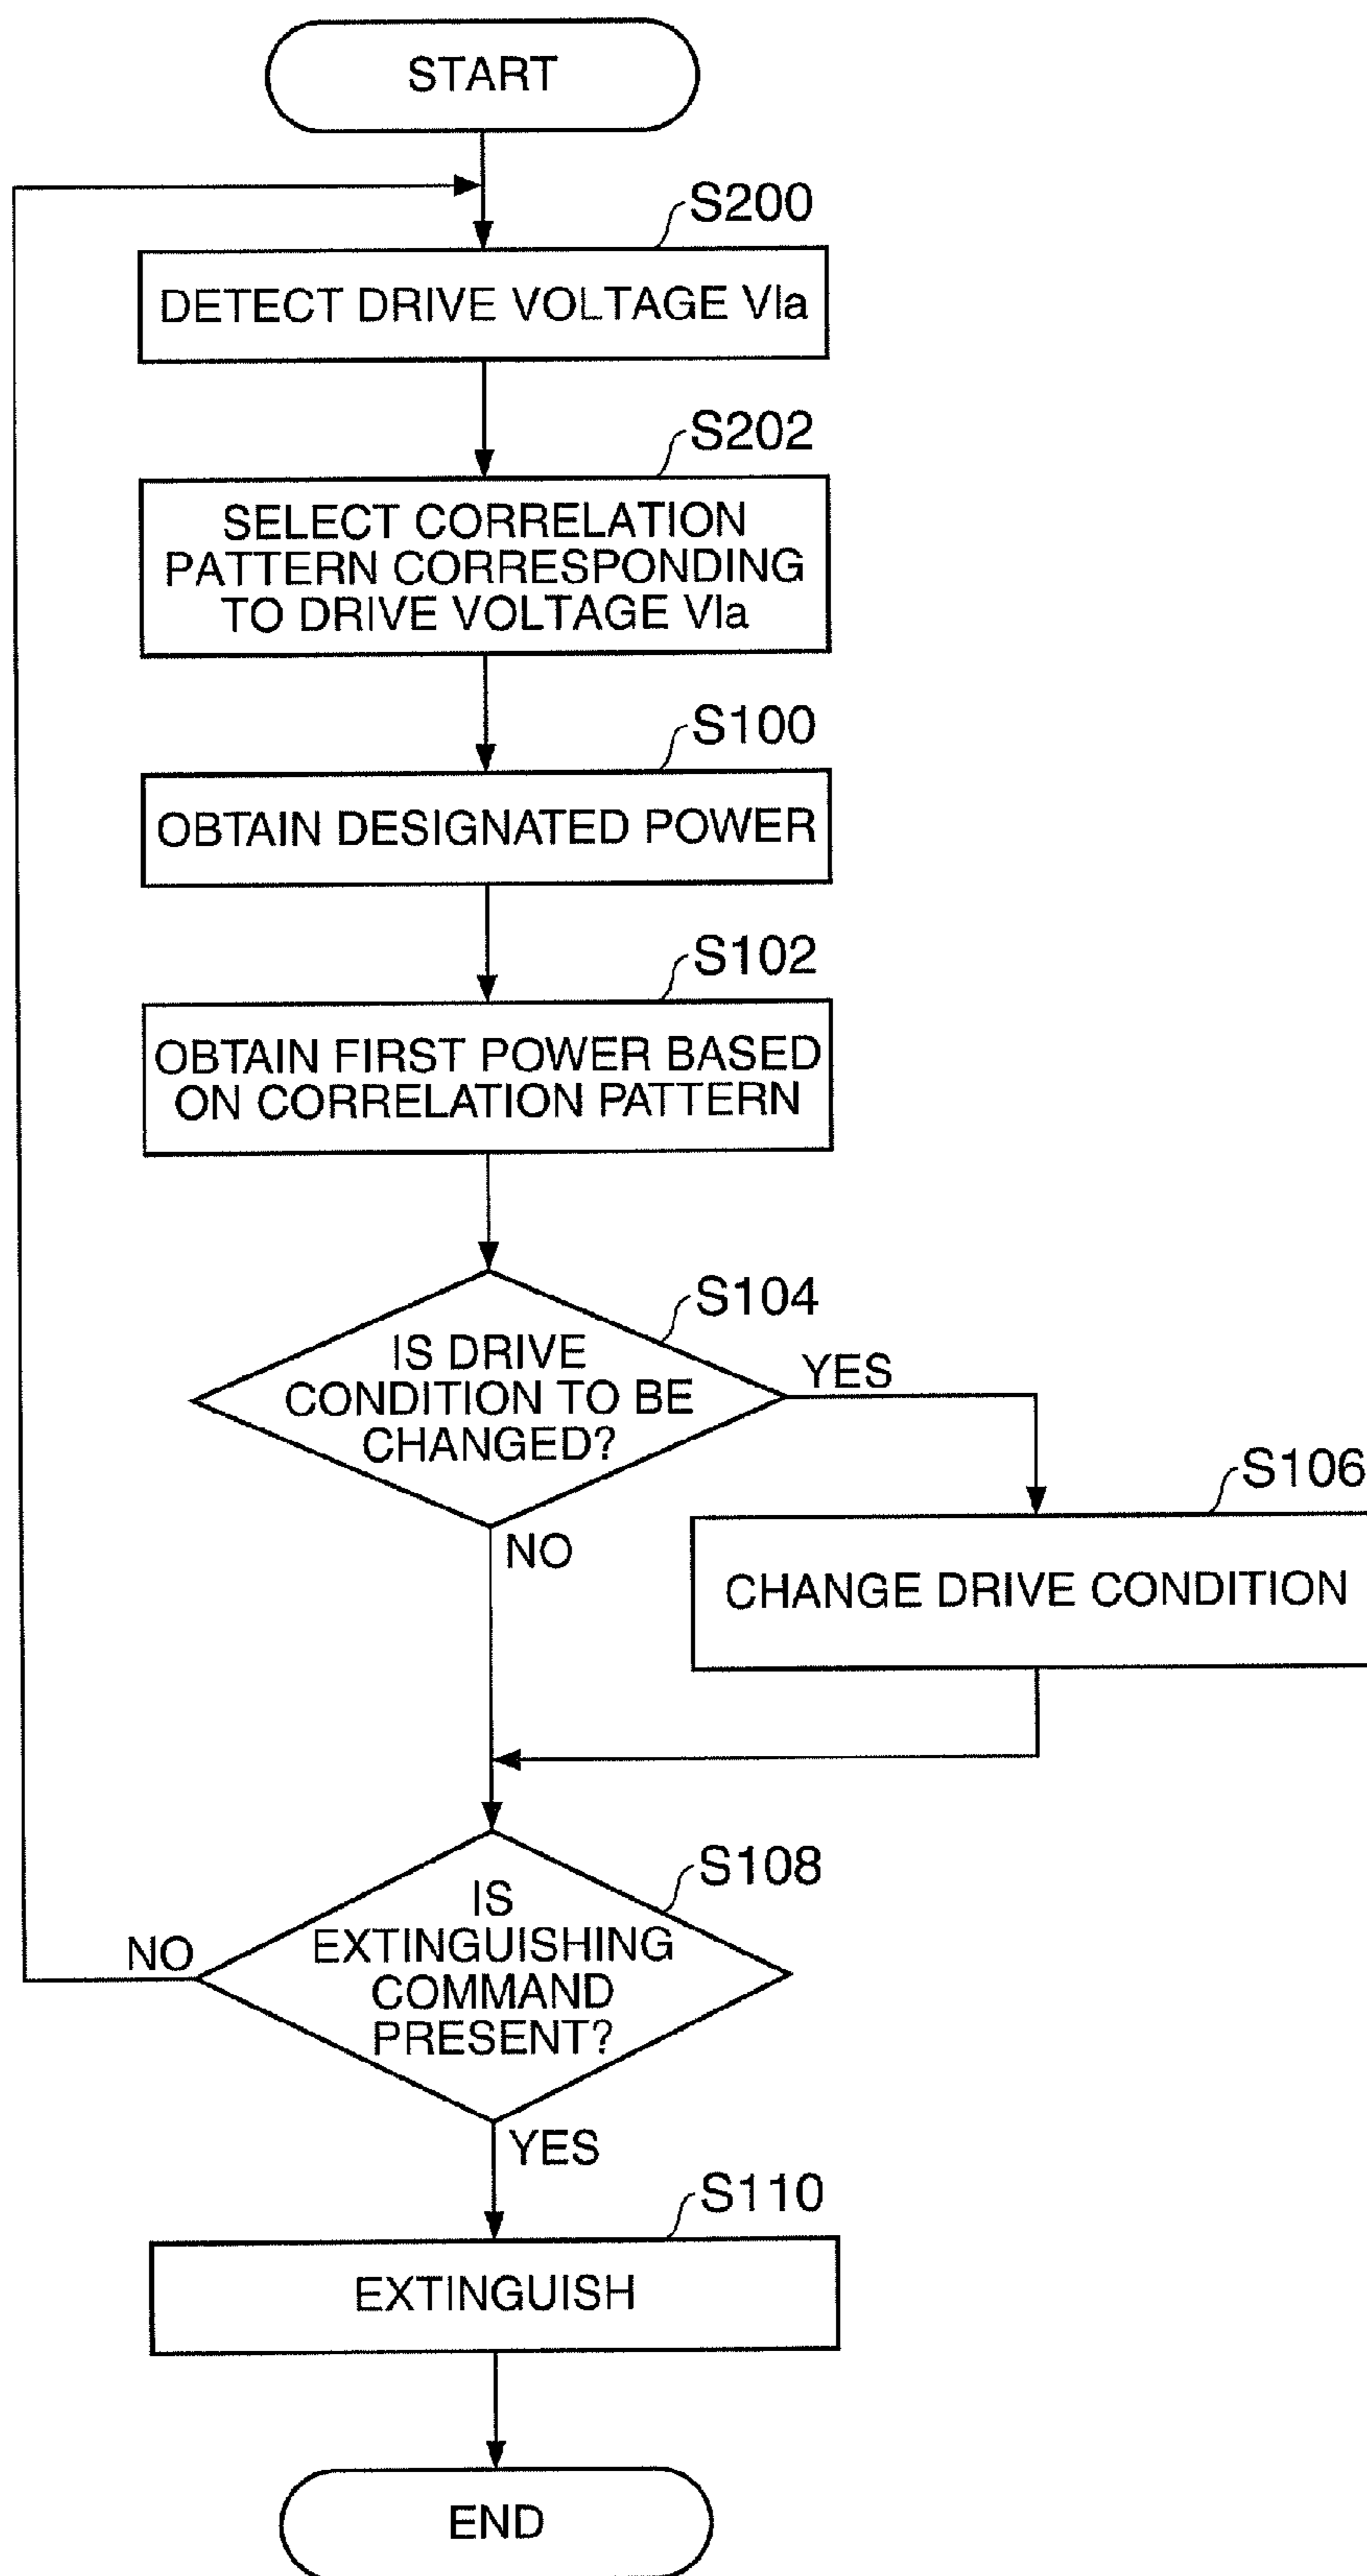 START
S200
DETECT DRIVE VOLTAGE Vla
S202
SELECT CORRELATION
PATTERN CORRESPONDING
TO DRIVE VOLTAGE Vla
S100
OBTAIN DESIGNATED POWER
S102
OBTAIN FIRST POWER BASED
ON CORRELATION PATTERN
S104
IS DRIVE
CONDITION TO BE
CHANGED?
YES
S106
CHANGE DRIVE CONDITION
NO
S108
IS
EXTINGUISHING
COMMAND
PRESENT?
NO
YES
S110
EXTINGUISH
END